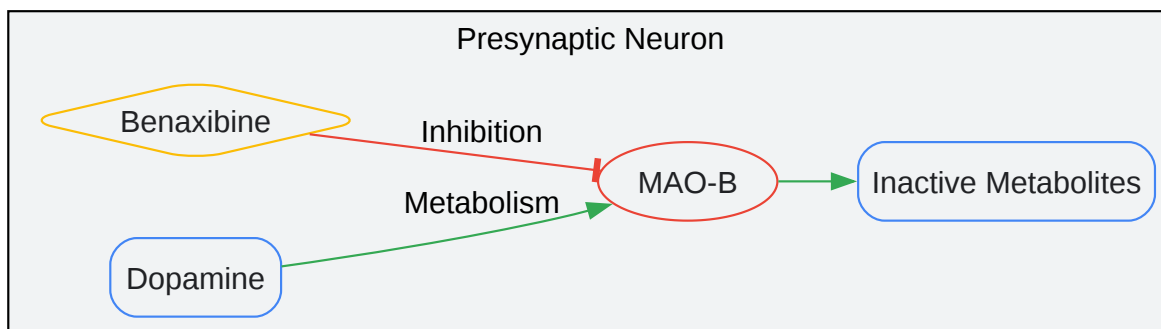 Presynaptic Neuron
Benaxibine
Inhibition
MAO-B
Inactive Metabolites
Metabolism
Dopamine